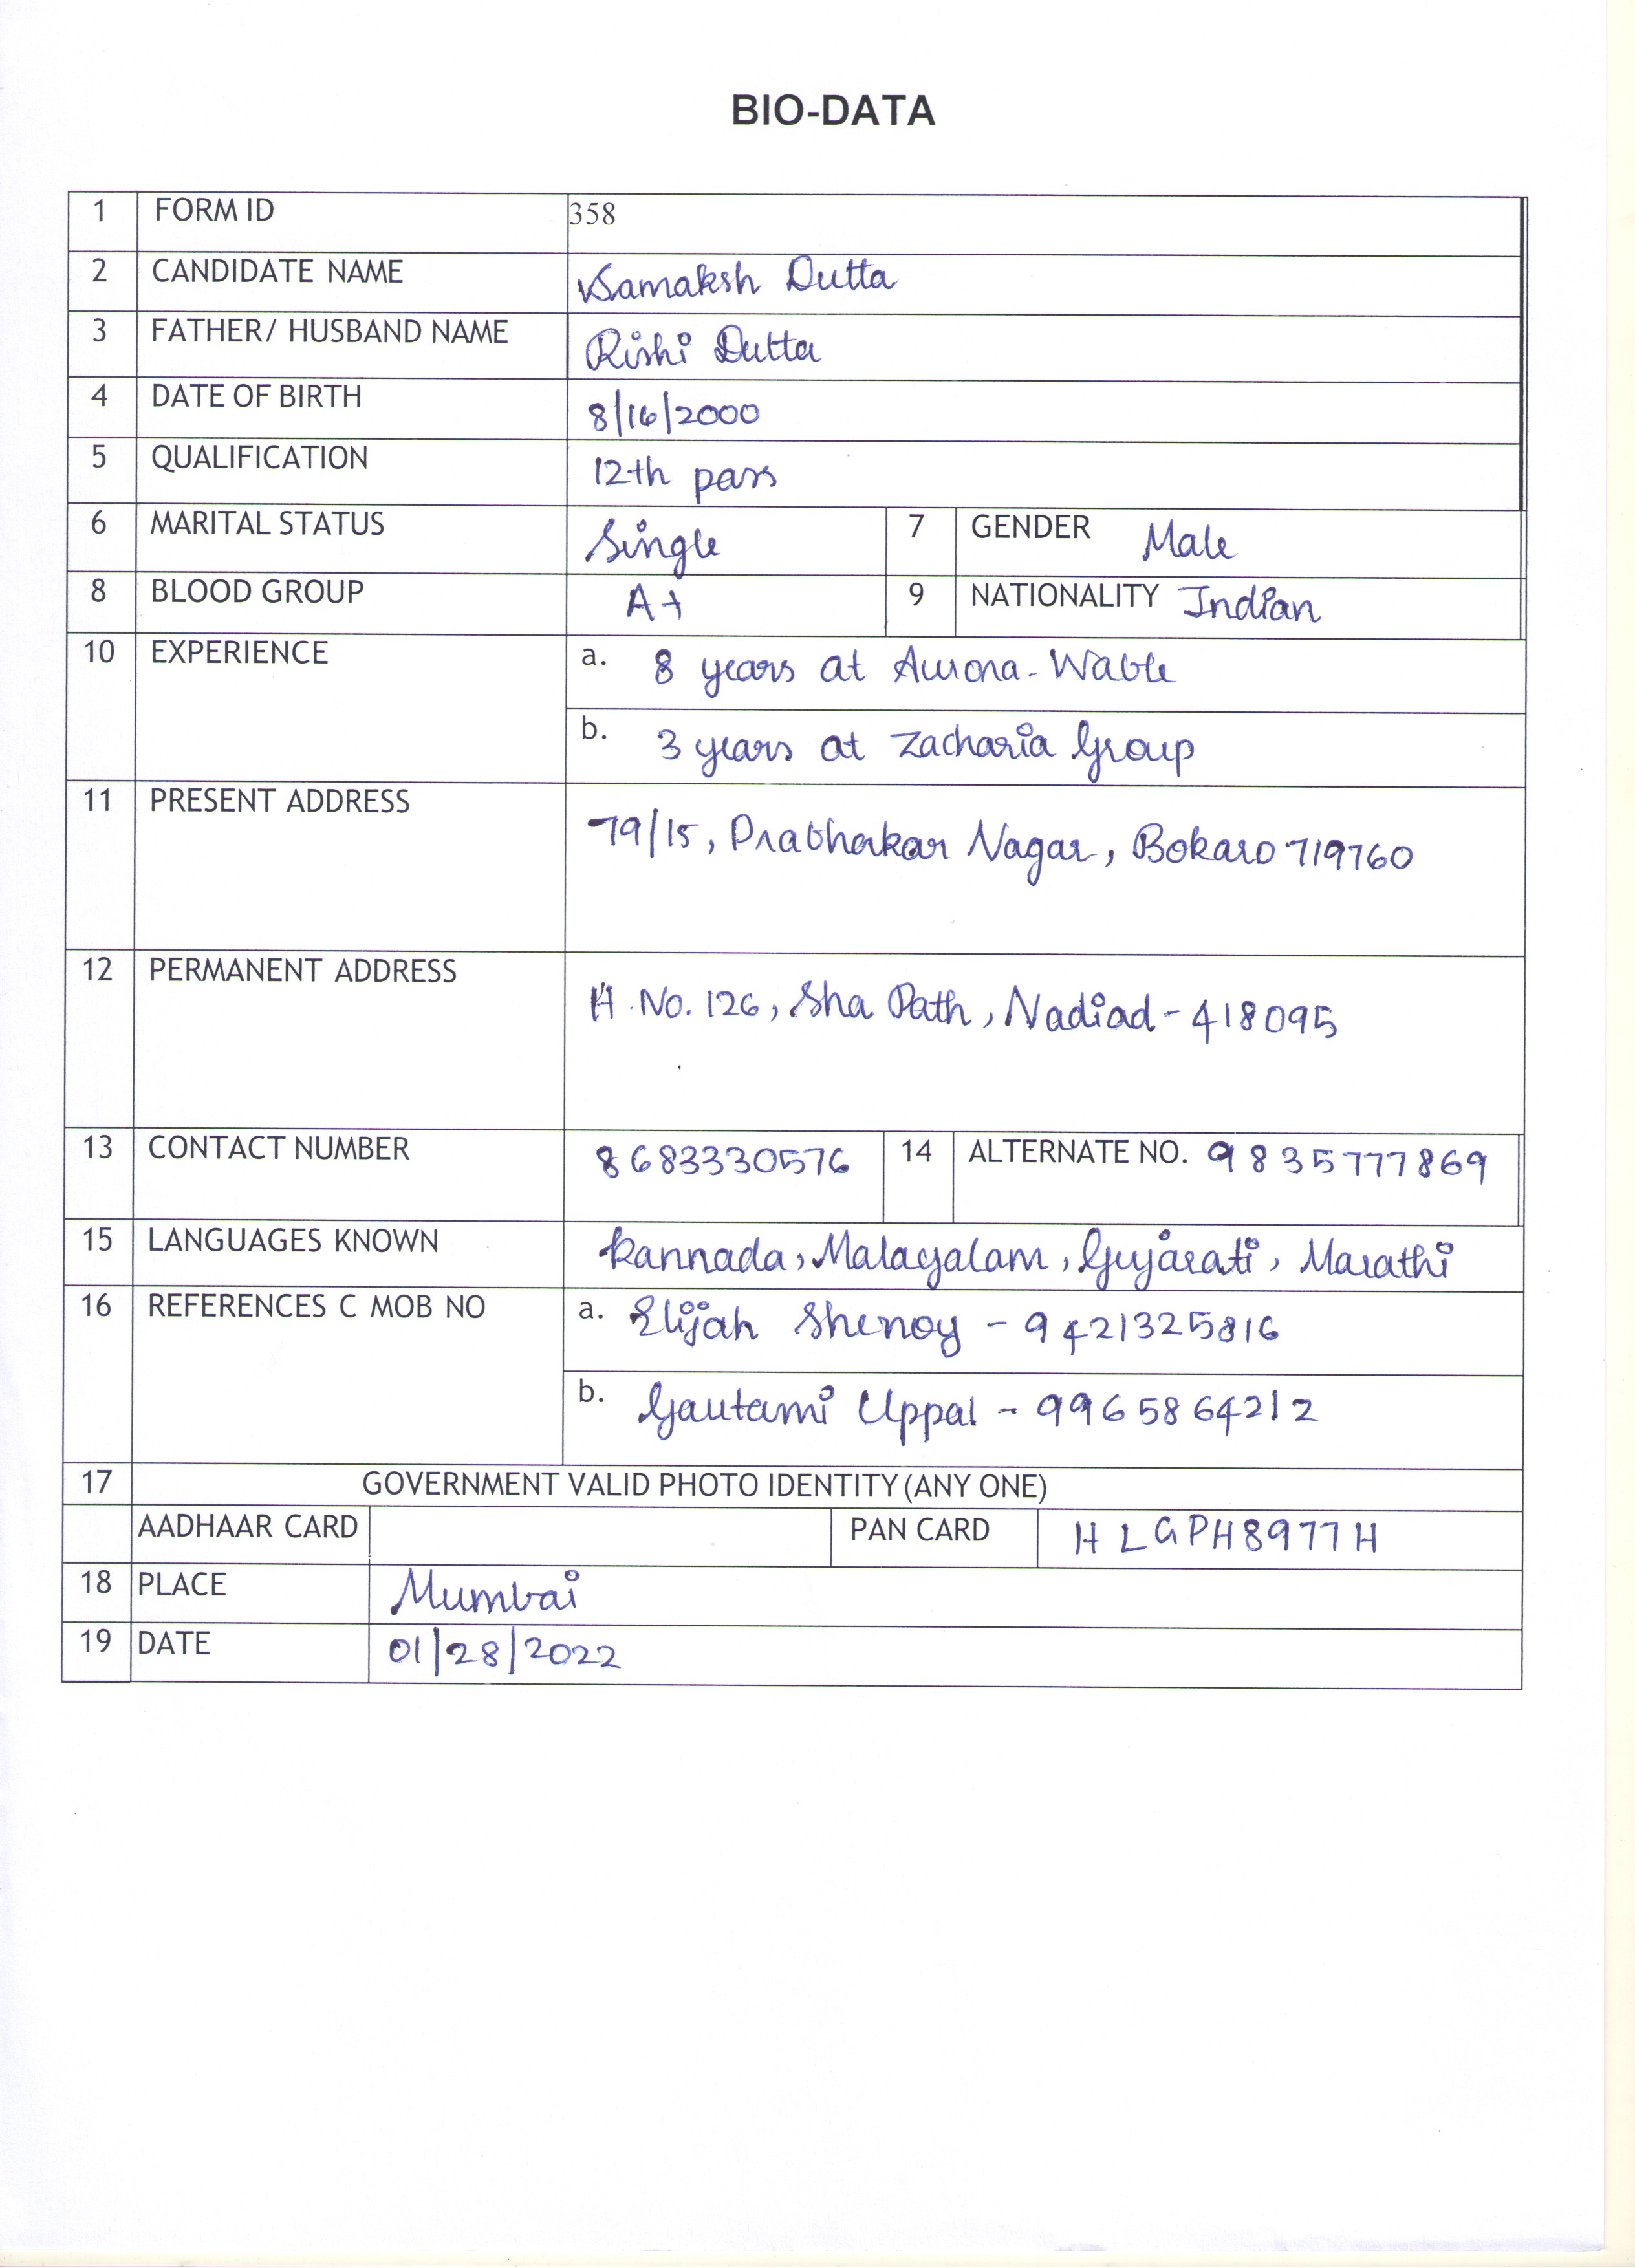 BIO-DATA
1 FORM ID 358
2 CANDIDATE NAME Samaksh Dutta
3 FATHER/ HUSBAND NAME Rishi Dutta
4 DATE OF BIRTH 8/16/2000
5 QUALIFICATION 12th pass
6 MARITAL STATUS Single 7 GENDER Male
8 BLOOD GROUP A+ 9 NATIONALITY Indian
10 EXPERIENCE a. 8 years at Aurora-Wable
b. 3 years at Zacharia Group
11 PRESENT ADDRESS 79/15, Prabhakar Nagar, Bokaro 719760
12 PERMANENT ADDRESS H.No. 126, Sha Path, Nadiad - 418095
13 CONTACT NUMBER 8683330576 14 ALTERNATE NO. 9835777869
15 LANGUAGES KNOWN Kannada, Malayalam, Gujarati, Marathi
16 REFERENCES C MOB NO a. Elijah Shenoy - 9421325816
b. Gautami Uppal - 9965864212
17 GOVERNMENT VALID PHOTO IDENTITY (ANY ONE)
AADHAAR CARD PAN CARD HLGPH8977H
18 PLACE Mumbai
19 DATE 01/28/2022